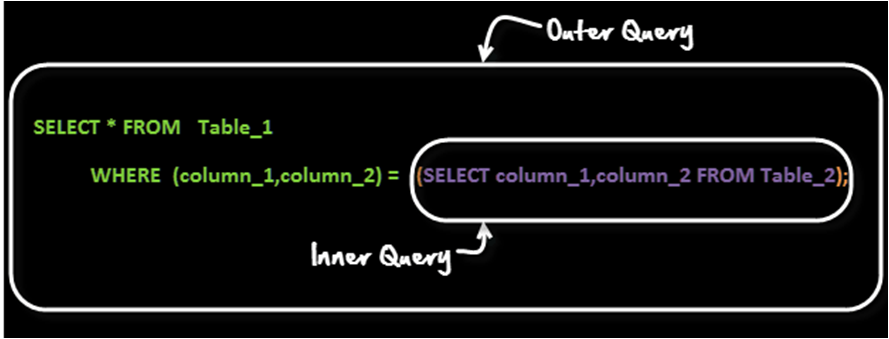 Outer Query
SELECT * FROM Table_1
WHERE (column_1,column_2) = (SELECT column_1,column_2 FROM Table_2);
Inner Query